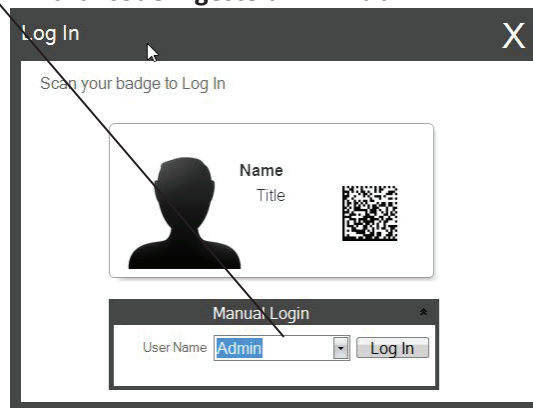 Log In
X
Scan your badge to Log In
Name
Title
Manual Login
User Name Admin Log In